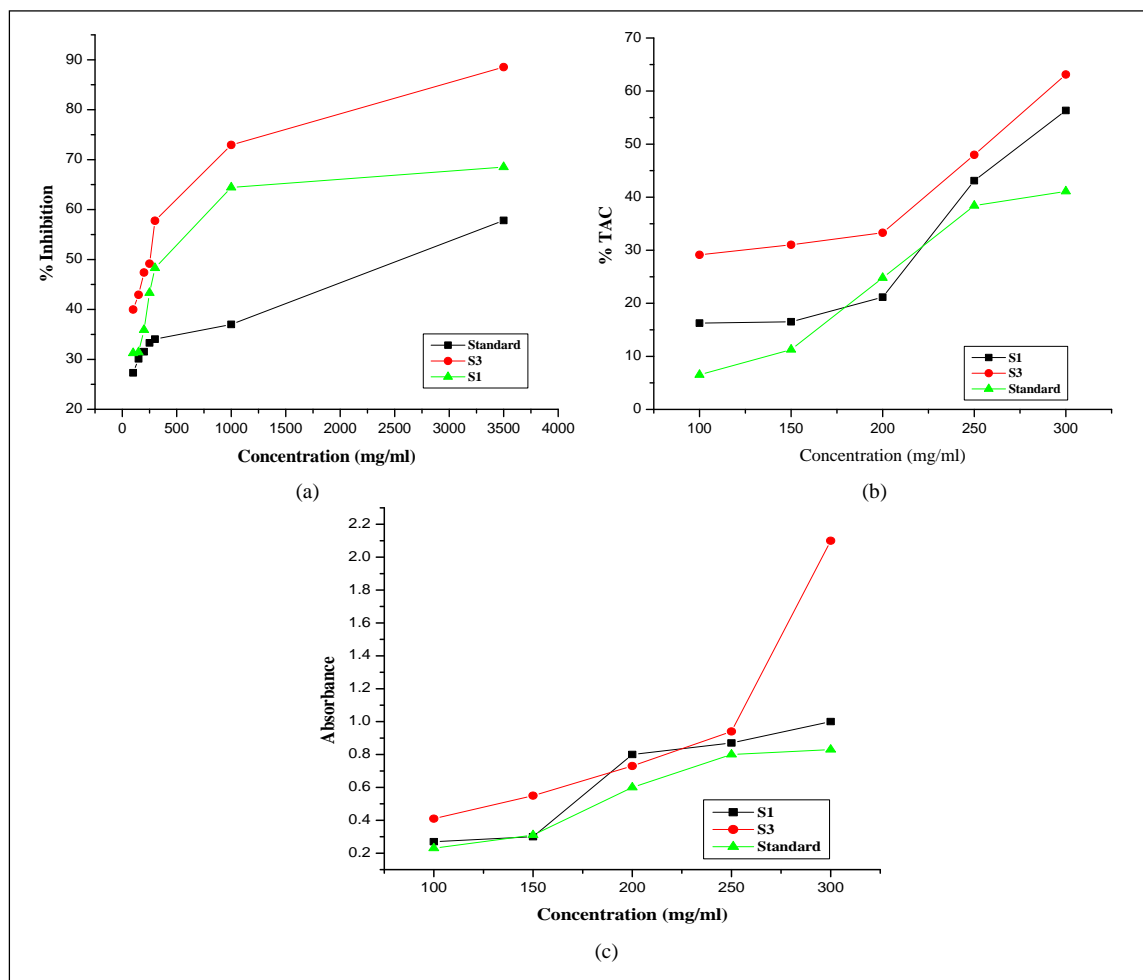 90
80
70
60
50
40
30
20
% Inhibition
Standard
S3
S1
0 500 1000 1500 2000 2500 3000 3500 4000
Concentration (mg/ml)
(a)
70
60
50
40
30
20
10
0
% TAC
S1
S3
Standard
100 150 200 250 300
Concentration (mg/ml)
(b)
2.2
2.0
1.8
1.6
1.4
1.2
1.0
0.8
0.6
0.4
0.2
Absorbance
S1
S3
Standard
100 150 200 250 300
Concentration (mg/ml)
(c)